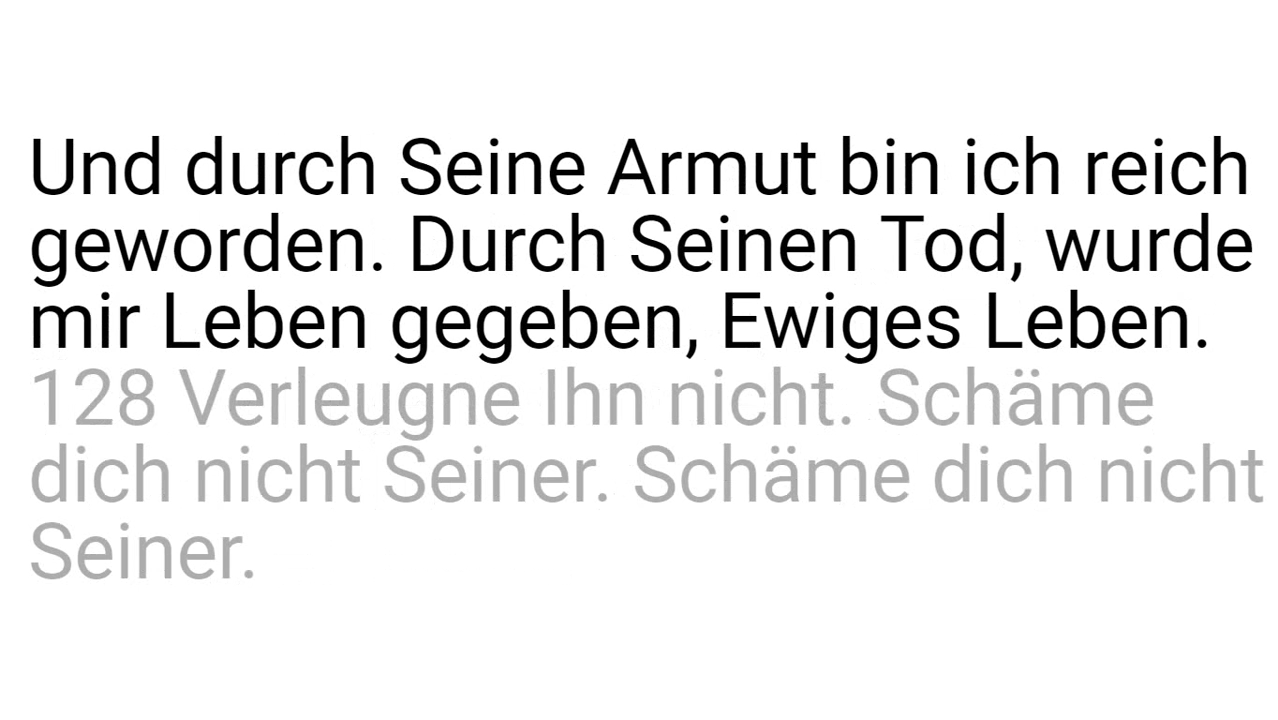 Und durch Seine Armut bin ich reich
geworden. Durch Seinen Tod, wurde
mir Leben gegeben, Ewiges Leben.
128 Verleugne Ihn nicht. Schäme
dich nicht Seiner. Schäme dich nicht
Seiner.